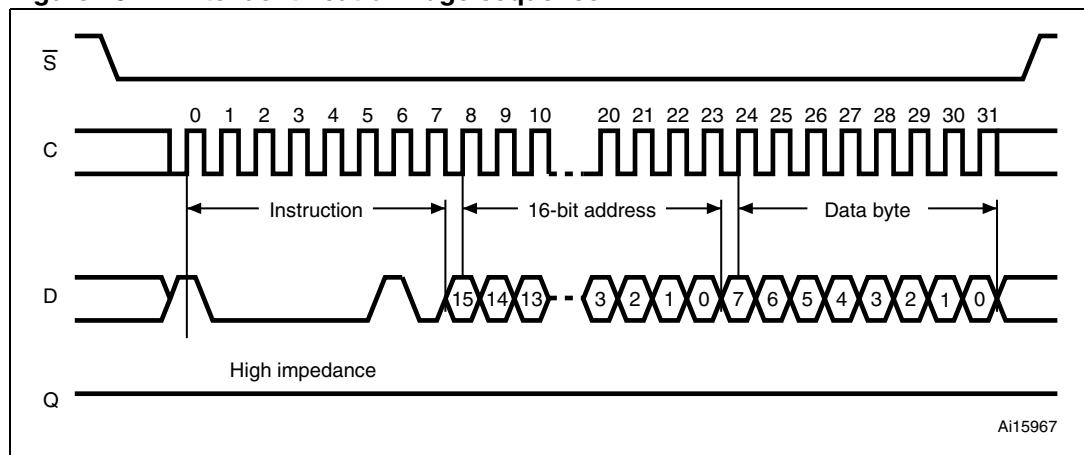 S
0 1 2 3 4 5 6 7 8 9 10 20 21 22 23 24 25 26 27 28 29 30 31
C
Instruction 16-bit address Data byte
D
15 14 13 3 2 1 0 7 6 5 4 3 2 1 0
High impedance
Q
Ai15967